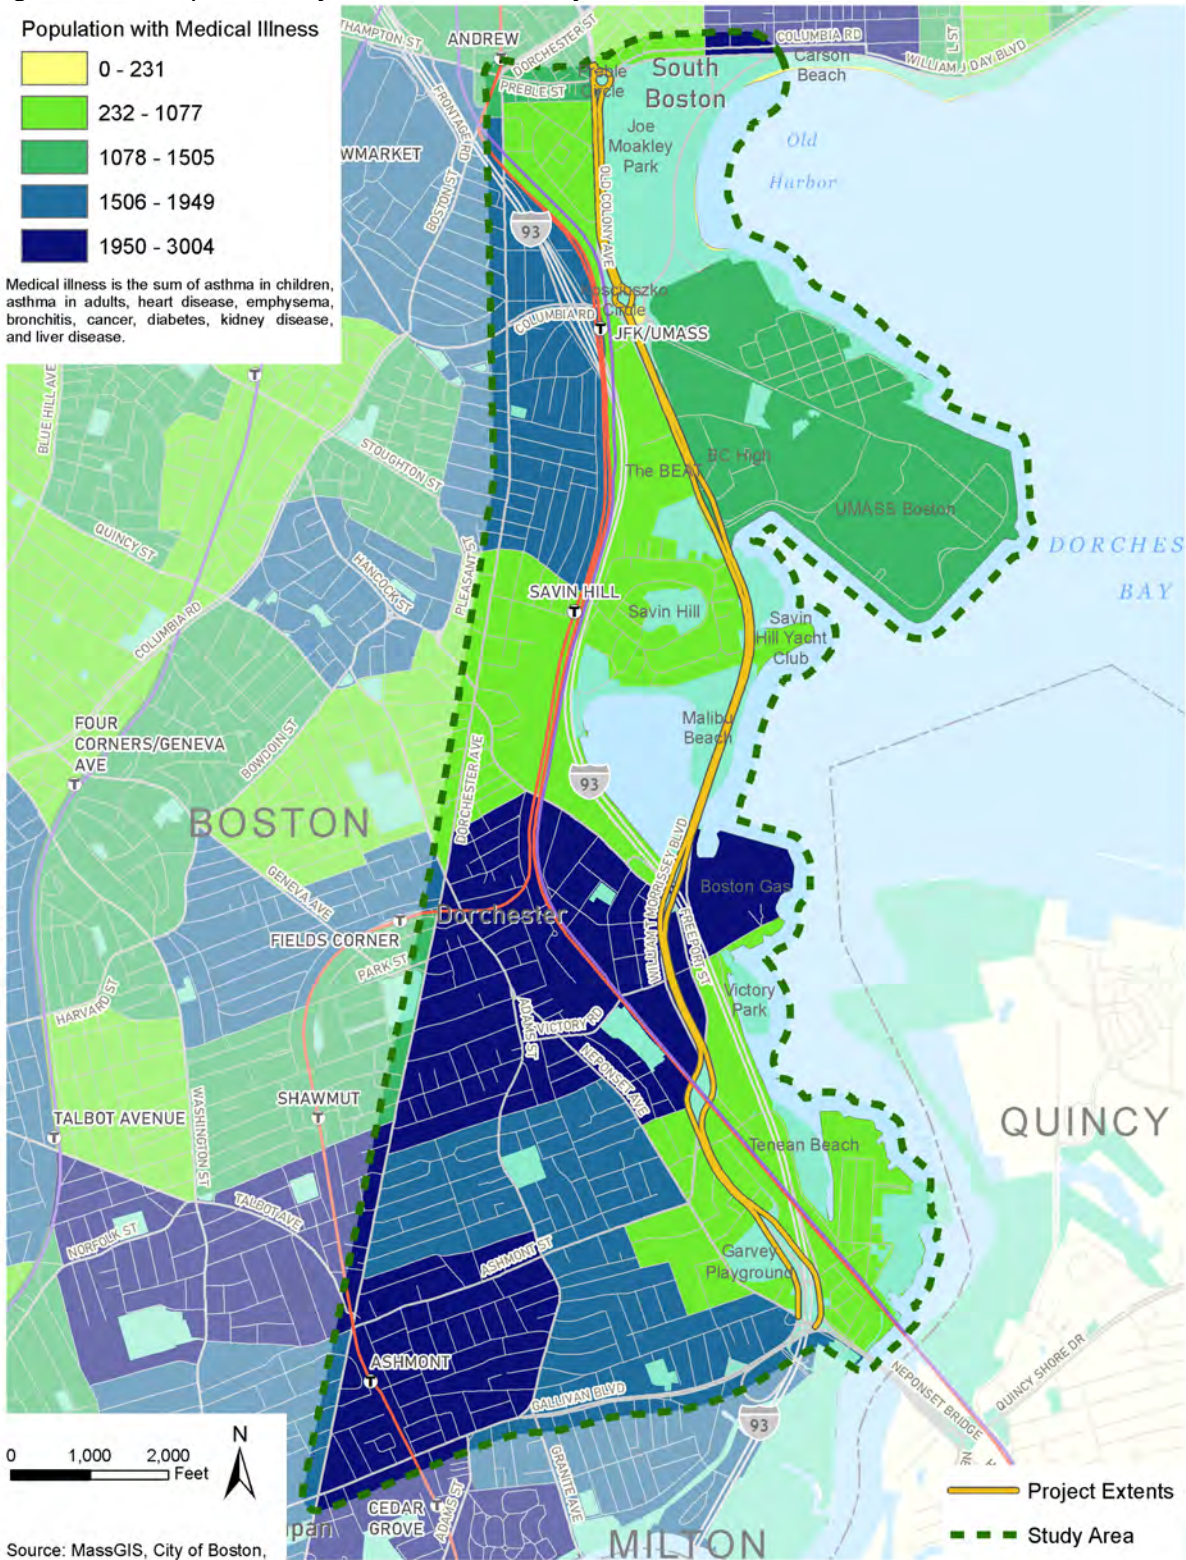 Population with Medical Illness
0 - 231
232 - 1077
1078 - 1505
1506 - 1949
1950 - 3004
Medical illness is the sum of asthma in children,
asthma in adults, heart disease, emphysema,
bronchitis, cancer, diabetes, kidney disease,
and liver disease.
THAMPTON ST
ANDREW
DORCHESTER ST
PREBLE ST
Preble
Circle
South
Boston
COLUMBIA RD
L ST
WILLIAM J DAY BLVD
Carson
Beach
FRONTAGE RD
WMARKET
BOSTON ST
Joe
Moakley
Park
Old
Harbor
93
OLD COLONY AVE
Kosciuszko
Circle
COLUMBIA RD
JFK/UMASS
BLUE HILL AVE
STOUGHTON ST
The BEAT
BC High
UMASS Boston
QUINCY ST
HANCOCK ST
PLEASANT ST
DORCHES
BAY
SAVIN HILL
Savin Hill
Savin
Hill Yacht
Club
COLUMBIA RD
Malibu
Beach
FOUR
CORNERS/GENEVA
AVE
BOWDOIN ST
DORCHESTER AVE
93
BOSTON
WILLIAM T MORRISSEY BLVD
GENEVA AVE
Boston Gas
Dorchester
FREEPORT ST
FIELDS CORNER
PARK ST
HARVARD ST
Victory
Park
ADAMS ST
VICTORY RD
NEPONSET AVE
SHAWMUT
TALBOT AVENUE
WASHINGTON ST
QUINCY
Tenean Beach
TALBOT AVE
NORFOLK ST
ASHMONT ST
Garvey
Playground
ASHMONT
GALLIVAN BLVD
NEPONSET BRIDGE
QUINCY SHORE DR
93
0 1,000 2,000
Feet
N
GRANITE AVE
CEDAR
GROVE
ADAMS ST
pan
MILTON
Project Extents
Study Area
Source: MassGIS, City of Boston,